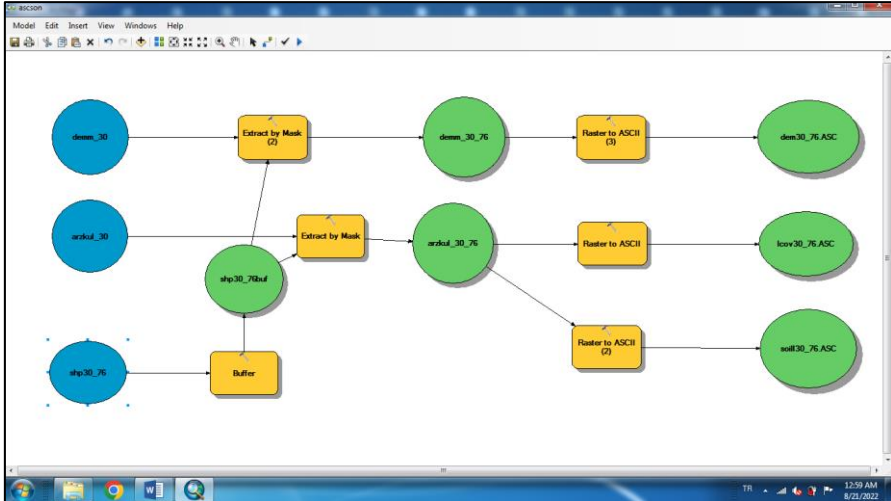 ascson
Model Edit Insert View Windows Help
demm_30
Extract by Mask
(2)
demm_30_76
Raster to ASCII
(3)
dem30_76.ASC
arzkul_30
Extract by Mask
arzkul_30_76
Raster to ASCII
lcov30_76.ASC
shp30_76buf
Raster to ASCII
(2)
soill30_76.ASC
shp30_76
Buffer
TR
12:59 AM
8/21/2022